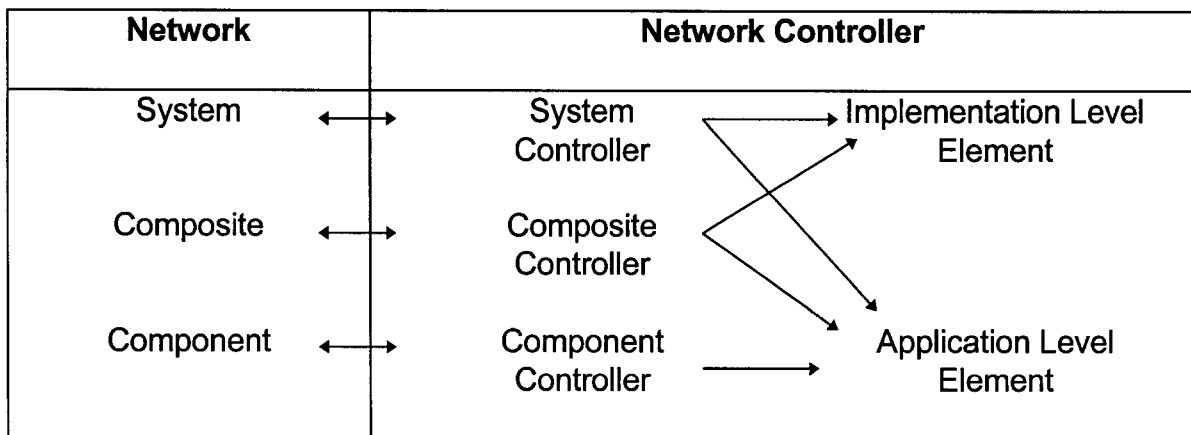 Network
Network Controller
System
System
Controller
Implementation Level
Element
Composite
Composite
Controller
Component
Component
Controller
Application Level
Element